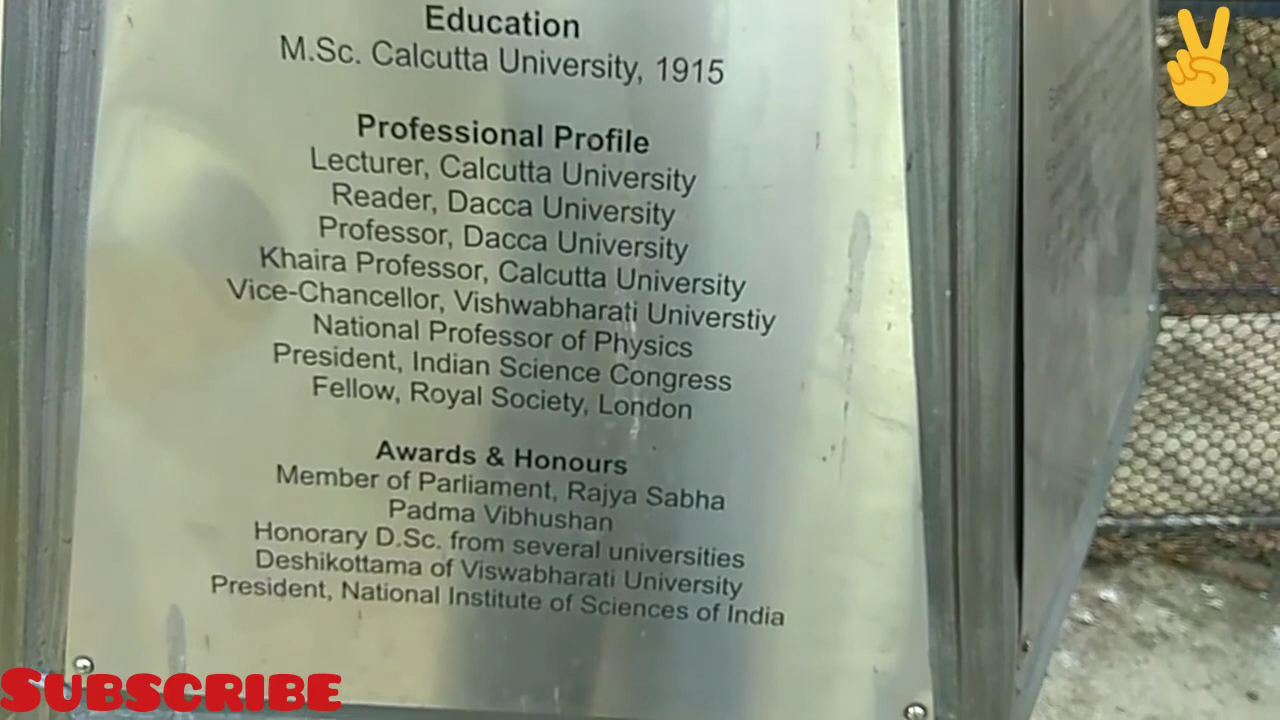 Education
M.Sc. Calcutta University, 1915
Professional Profile
Lecturer, Calcutta University
Reader, Dacca University
Professor, Dacca University
Khaira Professor, Calcutta University
Vice-Chancellor, Vishwabharati Universtiy
National Professor of Physics
President, Indian Science Congress
Fellow, Royal Society, London
Awards & Honours
Member of Parliament, Rajya Sabha
Padma Vibhushan
Honorary D.Sc. from several universities
Deshikottama of Viswabharati University
President, National Institute of Sciences of India
SUBSCRIBE